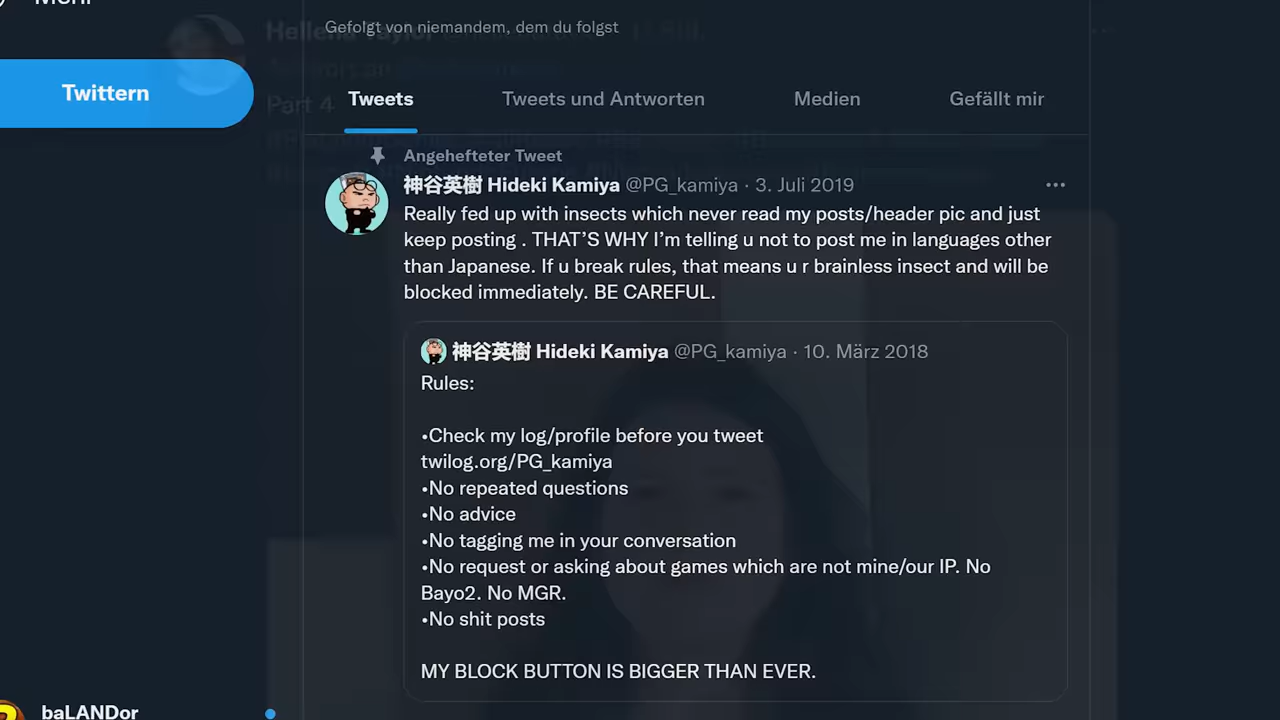 Gefolgt von niemandem, dem du folgst
Twittern
Part 4
Tweets
Tweets und Antworten
Medien
Gefällt mir
Angehefteter Tweet
神谷英樹 Hideki Kamiya @PG_kamiya · 3. Juli 2019
Really fed up with insects which never read my posts/header pic and just
keep posting . THAT’S WHY I’m telling u not to post me in languages other
than Japanese. If u break rules, that means u r brainless insect and will be
blocked immediately. BE CAREFUL.
神谷英樹 Hideki Kamiya @PG_kamiya · 10. März 2018
Rules:
•Check my log/profile before you tweet
twilog.org/PG_kamiya
•No repeated questions
•No advice
•No tagging me in your conversation
•No request or asking about games which are not mine/our IP. No
Bayo2. No MGR.
•No shit posts
MY BLOCK BUTTON IS BIGGER THAN EVER.
baLANDor